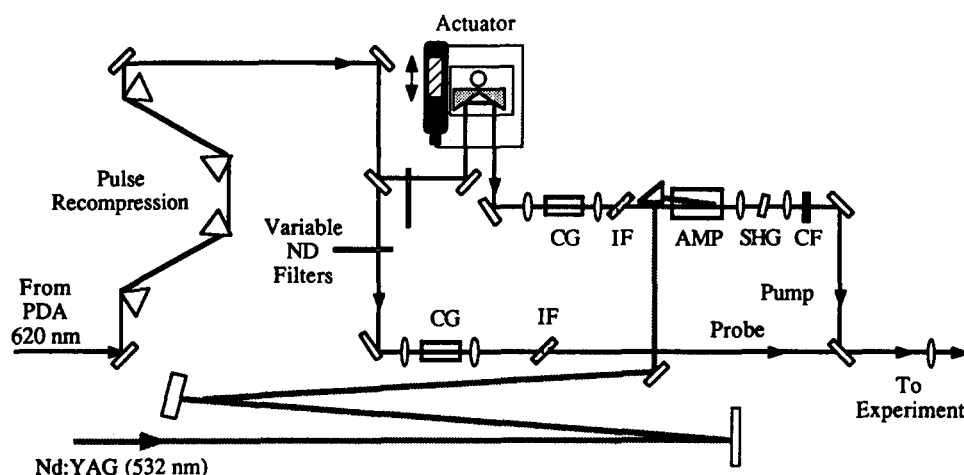 Actuator
Pulse
Recompression
Variable
ND
Filters
CG
IF
AMP
SHG
CF
From
PDA
620 nm
CG
IF
Probe
Pump
To
Experiment
Nd:YAG (532 nm)